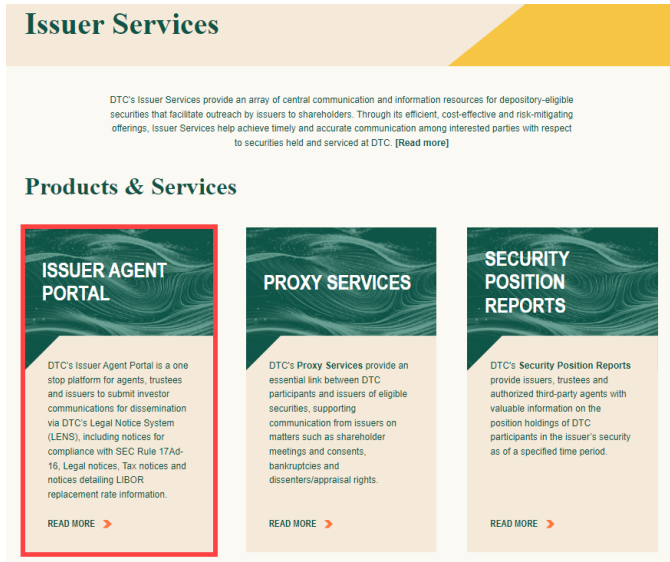 Issuer Services
DTC's Issuer Services provide an array of central communication and information resources for depository-eligible
securities that facilitate outreach by issuers to shareholders. Through its efficient, cost-effective and risk-mitigating
offerings, Issuer Services help achieve timely and accurate communication among interested parties with respect
to securities held and serviced at DTC. [Read more]
Products & Services
ISSUER AGENT
PORTAL
DTC's Issuer Agent Portal is a one
stop platform for agents, trustees
and issuers to submit investor
communications for dissemination
via DTC's Legal Notice System
(LENS), including notices for
compliance with SEC Rule 17Ad-
16, Legal notices, Tax notices and
notices detailing LIBOR
replacement rate information.
READ MORE
PROXY SERVICES
DTC's Proxy Services provide an
essential link between DTC
participants and issuers of eligible
securities, supporting
communication from issuers on
matters such as shareholder
meetings and consents,
bankruptcies and
dissenters/appraisal rights.
READ MORE
SECURITY
POSITION
REPORTS
DTC's Security Position Reports
provide issuers, trustees and
authorized third-party agents with
valuable information on the
position holdings of DTC
participants in the issuer's security
as of a specified time period.
READ MORE